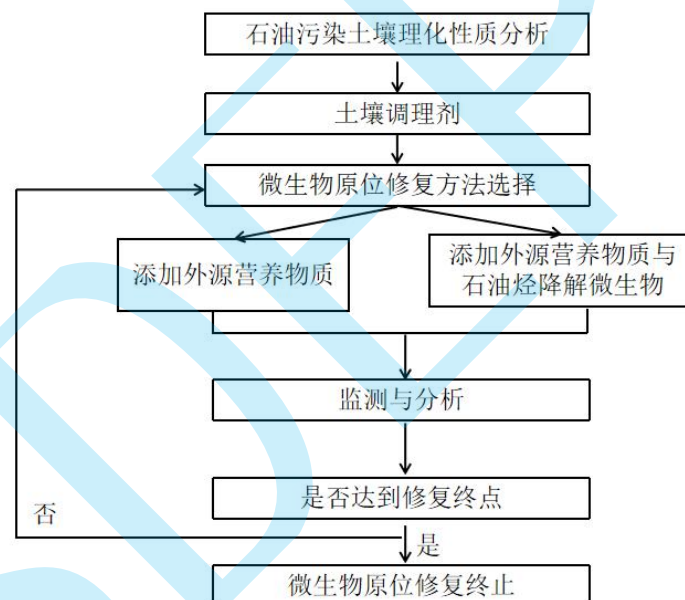 石油污染土壤理化性质分析
土壤调理剂
微生物原位修复方法选择
添加外源营养物质
添加外源营养物质与
石油烃降解微生物
监测与分析
是否达到修复终点
否
是
微生物原位修复终止